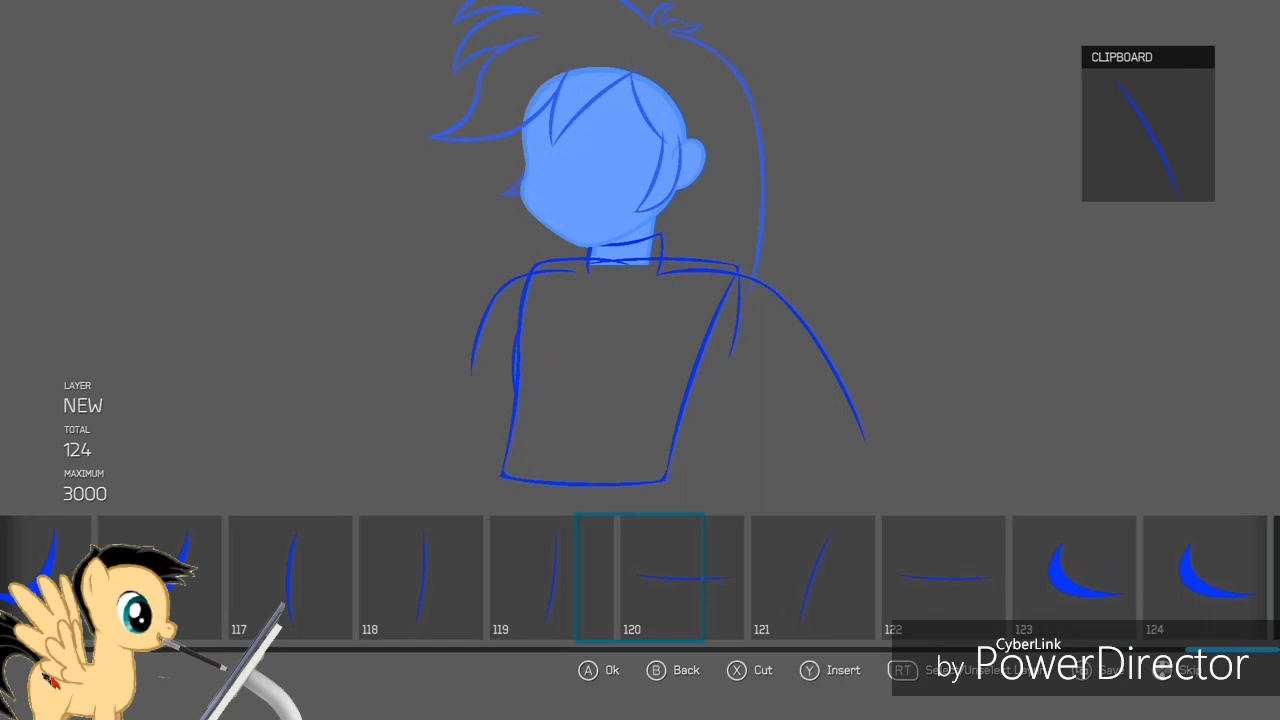 CLIPBOARD
LAYER
NEW
TOTAL
124
MAXIMUM
3000
117
118
119
120
121
122
123
124
A Ok
B Back
X Cut
Y Insert
RT
CyberLink
by PowerDirector